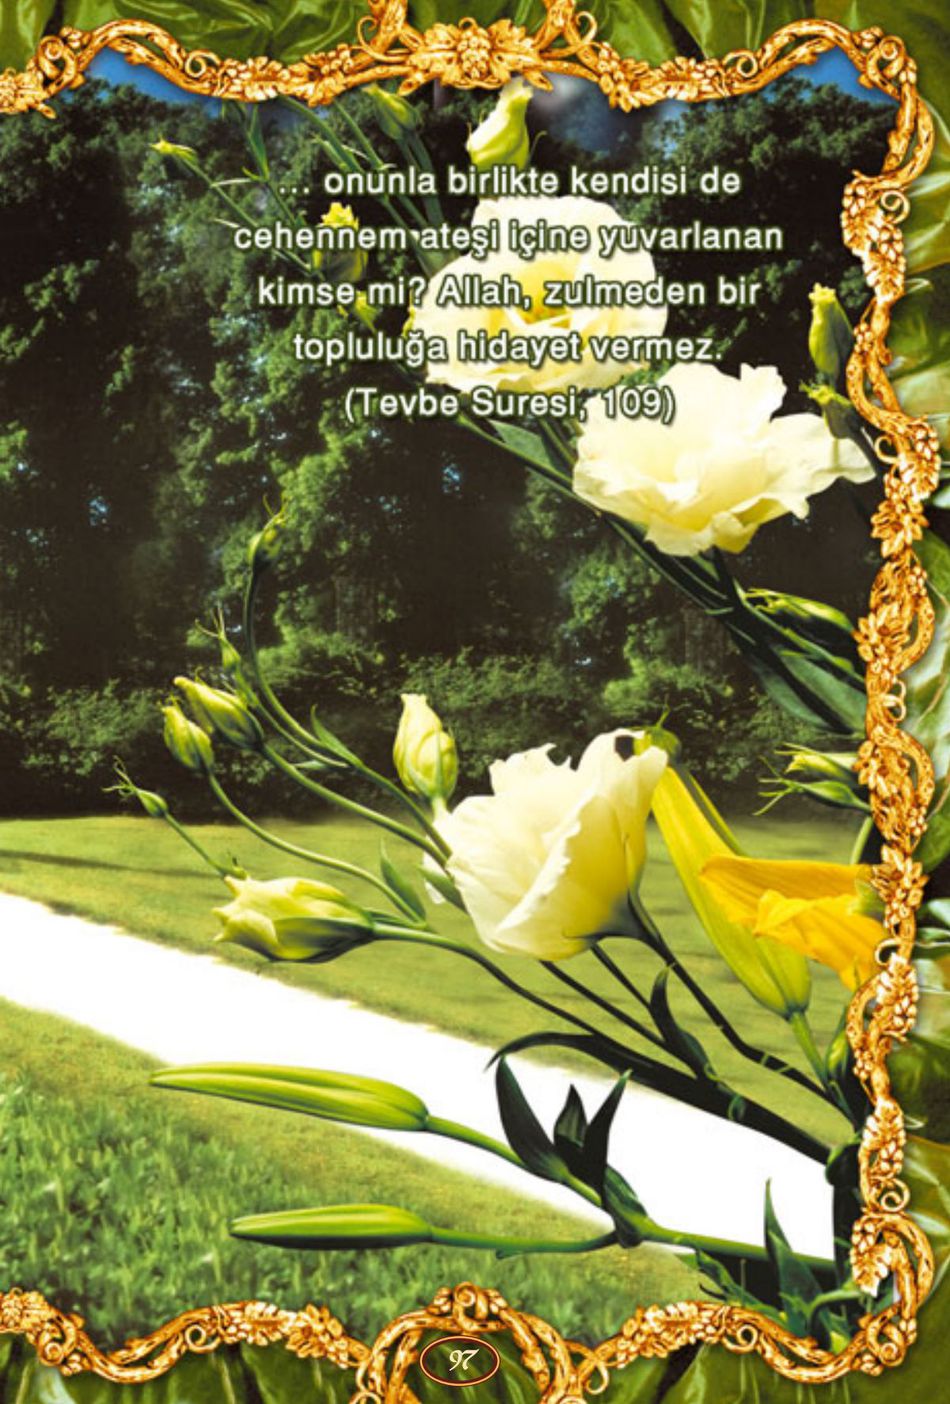 ... onunla birlikte kendisi de
cehennem ateşi içine yuvarlanan
kimse mi? Allah, zulmeden bir
topluluğa hidayet vermez.
(Tevbe Suresi, 109)
97